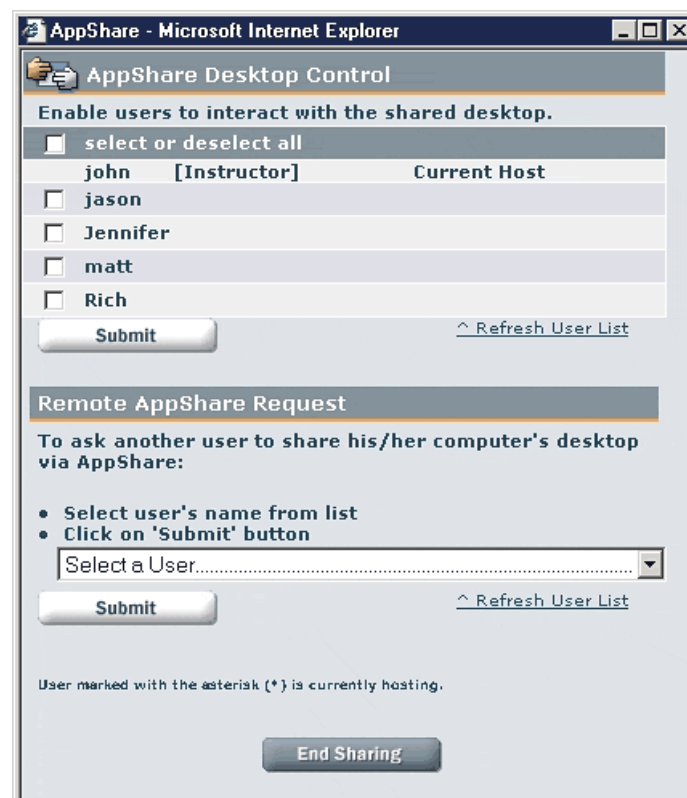 AppShare - Microsoft Internet Explorer
AppShare Desktop Control
Enable users to interact with the shared desktop.
select or deselect all
john [Instructor] Current Host
jason
Jennifer
matt
Rich
Submit ^ Refresh User List
Remote AppShare Request
To ask another user to share his/her computer's desktop
via AppShare:
• Select user's name from list
• Click on 'Submit' button
Select a User...........................................................................................
Submit ^ Refresh User List
User marked with the asterisk (*) is currently hosting.
End Sharing